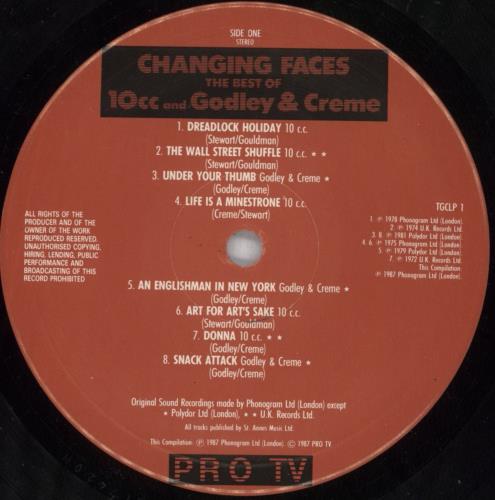 SIDE ONE
STEREO
CHANGING FACES
THE BEST OF
10cc and Godley & Creme
1. DREADLOCK HOLIDAY 10 c.c.
(Stewart/Gouldman)
2. THE WALL STREET SHUFFLE 10 c.c. ★ ★
(Stewart/Gouldman)
3. UNDER YOUR THUMB Godley & Creme ★
(Godley/Creme)
4. LIFE IS A MINESTRONE 10 c.c.
(Creme/Stewart)
ALL RIGHTS OF THE
PRODUCER AND OF THE
OWNER OF THE WORK
REPRODUCED RESERVED.
UNAUTHORISED COPYING,
HIRING, LENDING, PUBLIC
PERFORMANCE AND
BROADCASTING OF THIS
RECORD PROHIBITED
TGCLP 1
1. ℗ 1978 Phonogram Ltd (London).
2. ℗ 1974 U.K. Records Ltd.
3. 8. ℗ 1981 Polydor Ltd (London).
4. 6. ℗ 1975 Phonogram Ltd (London).
5. ℗ 1979 Polydor Ltd (London).
7. ℗ 1972 U.K. Records Ltd.
This Compilation:
℗ 1987 Phonogram Ltd (London).
5. AN ENGLISHMAN IN NEW YORK Godley & Creme ★
(Godley/Creme)
6. ART FOR ART'S SAKE 10 c.c.
(Stewart/Gouldman)
7. DONNA 10 c.c. ★ ★
(Godley/Creme)
8. SNACK ATTACK Godley & Creme ★
(Godley/Creme)
Original Sound Recordings made by Phonogram Ltd (London) except
★ Polydor Ltd (London), ★ ★ U.K. Records Ltd.
All tracks published by St. Annes Music Ltd.
This Compilation: ℗ 1987 Phonogram Ltd (London). © 1987 PRO TV
PRO TV